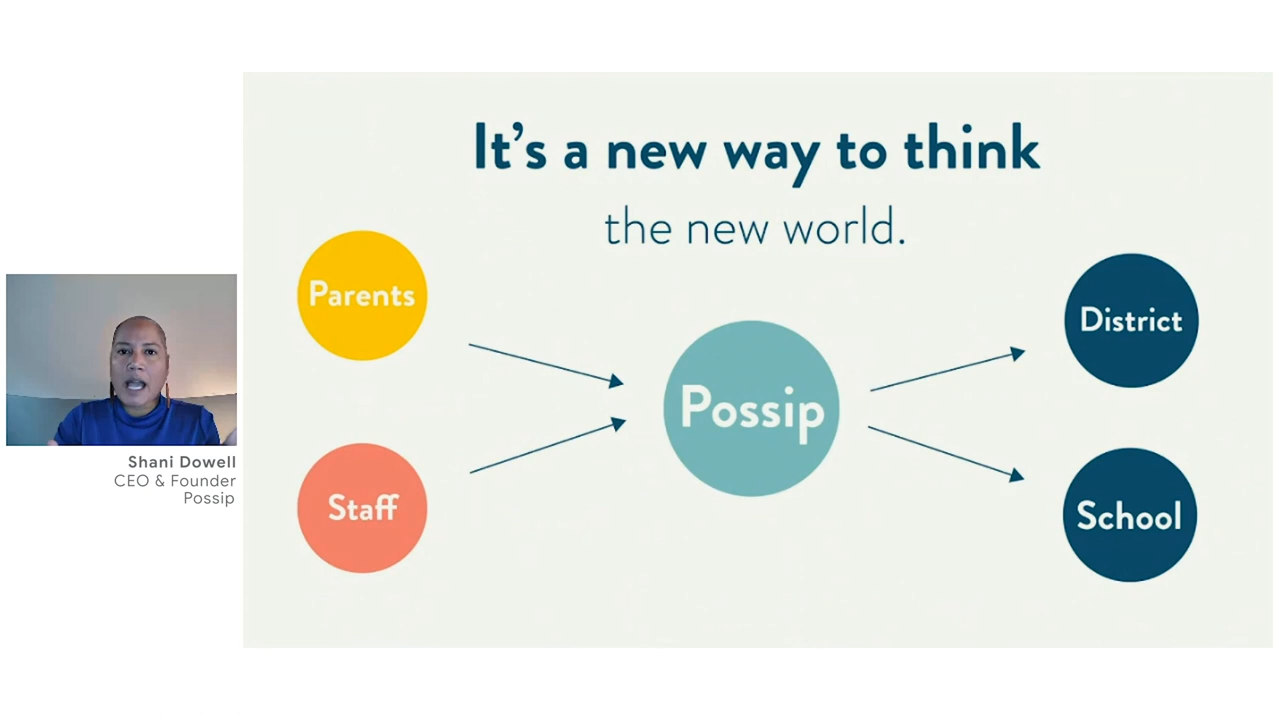 It's a new way to think
the new world.
Parents
Staff
Possip
District
School
Shani Dowell
CEO & Founder
Possip